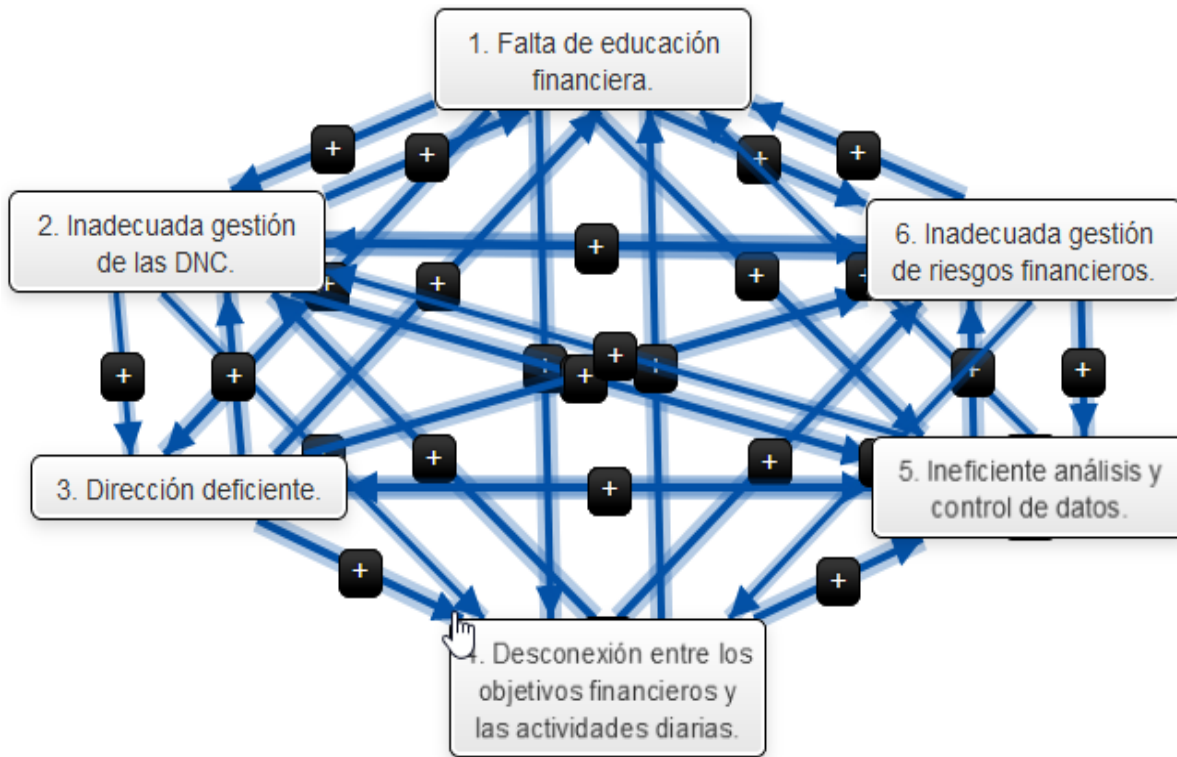 1. Falta de educación
financiera.
+
+
+
+
2. Inadecuada gestión
de las DNC.
+
6. Inadecuada gestión
de riesgos financieros.
+
+
+
+
+
+
+
+
+
+
+
+
3. Dirección deficiente.
+
+
+
5. Ineficiente análisis y
control de datos.
+
+
. Desconexión entre los
objetivos financieros y
las actividades diarias.